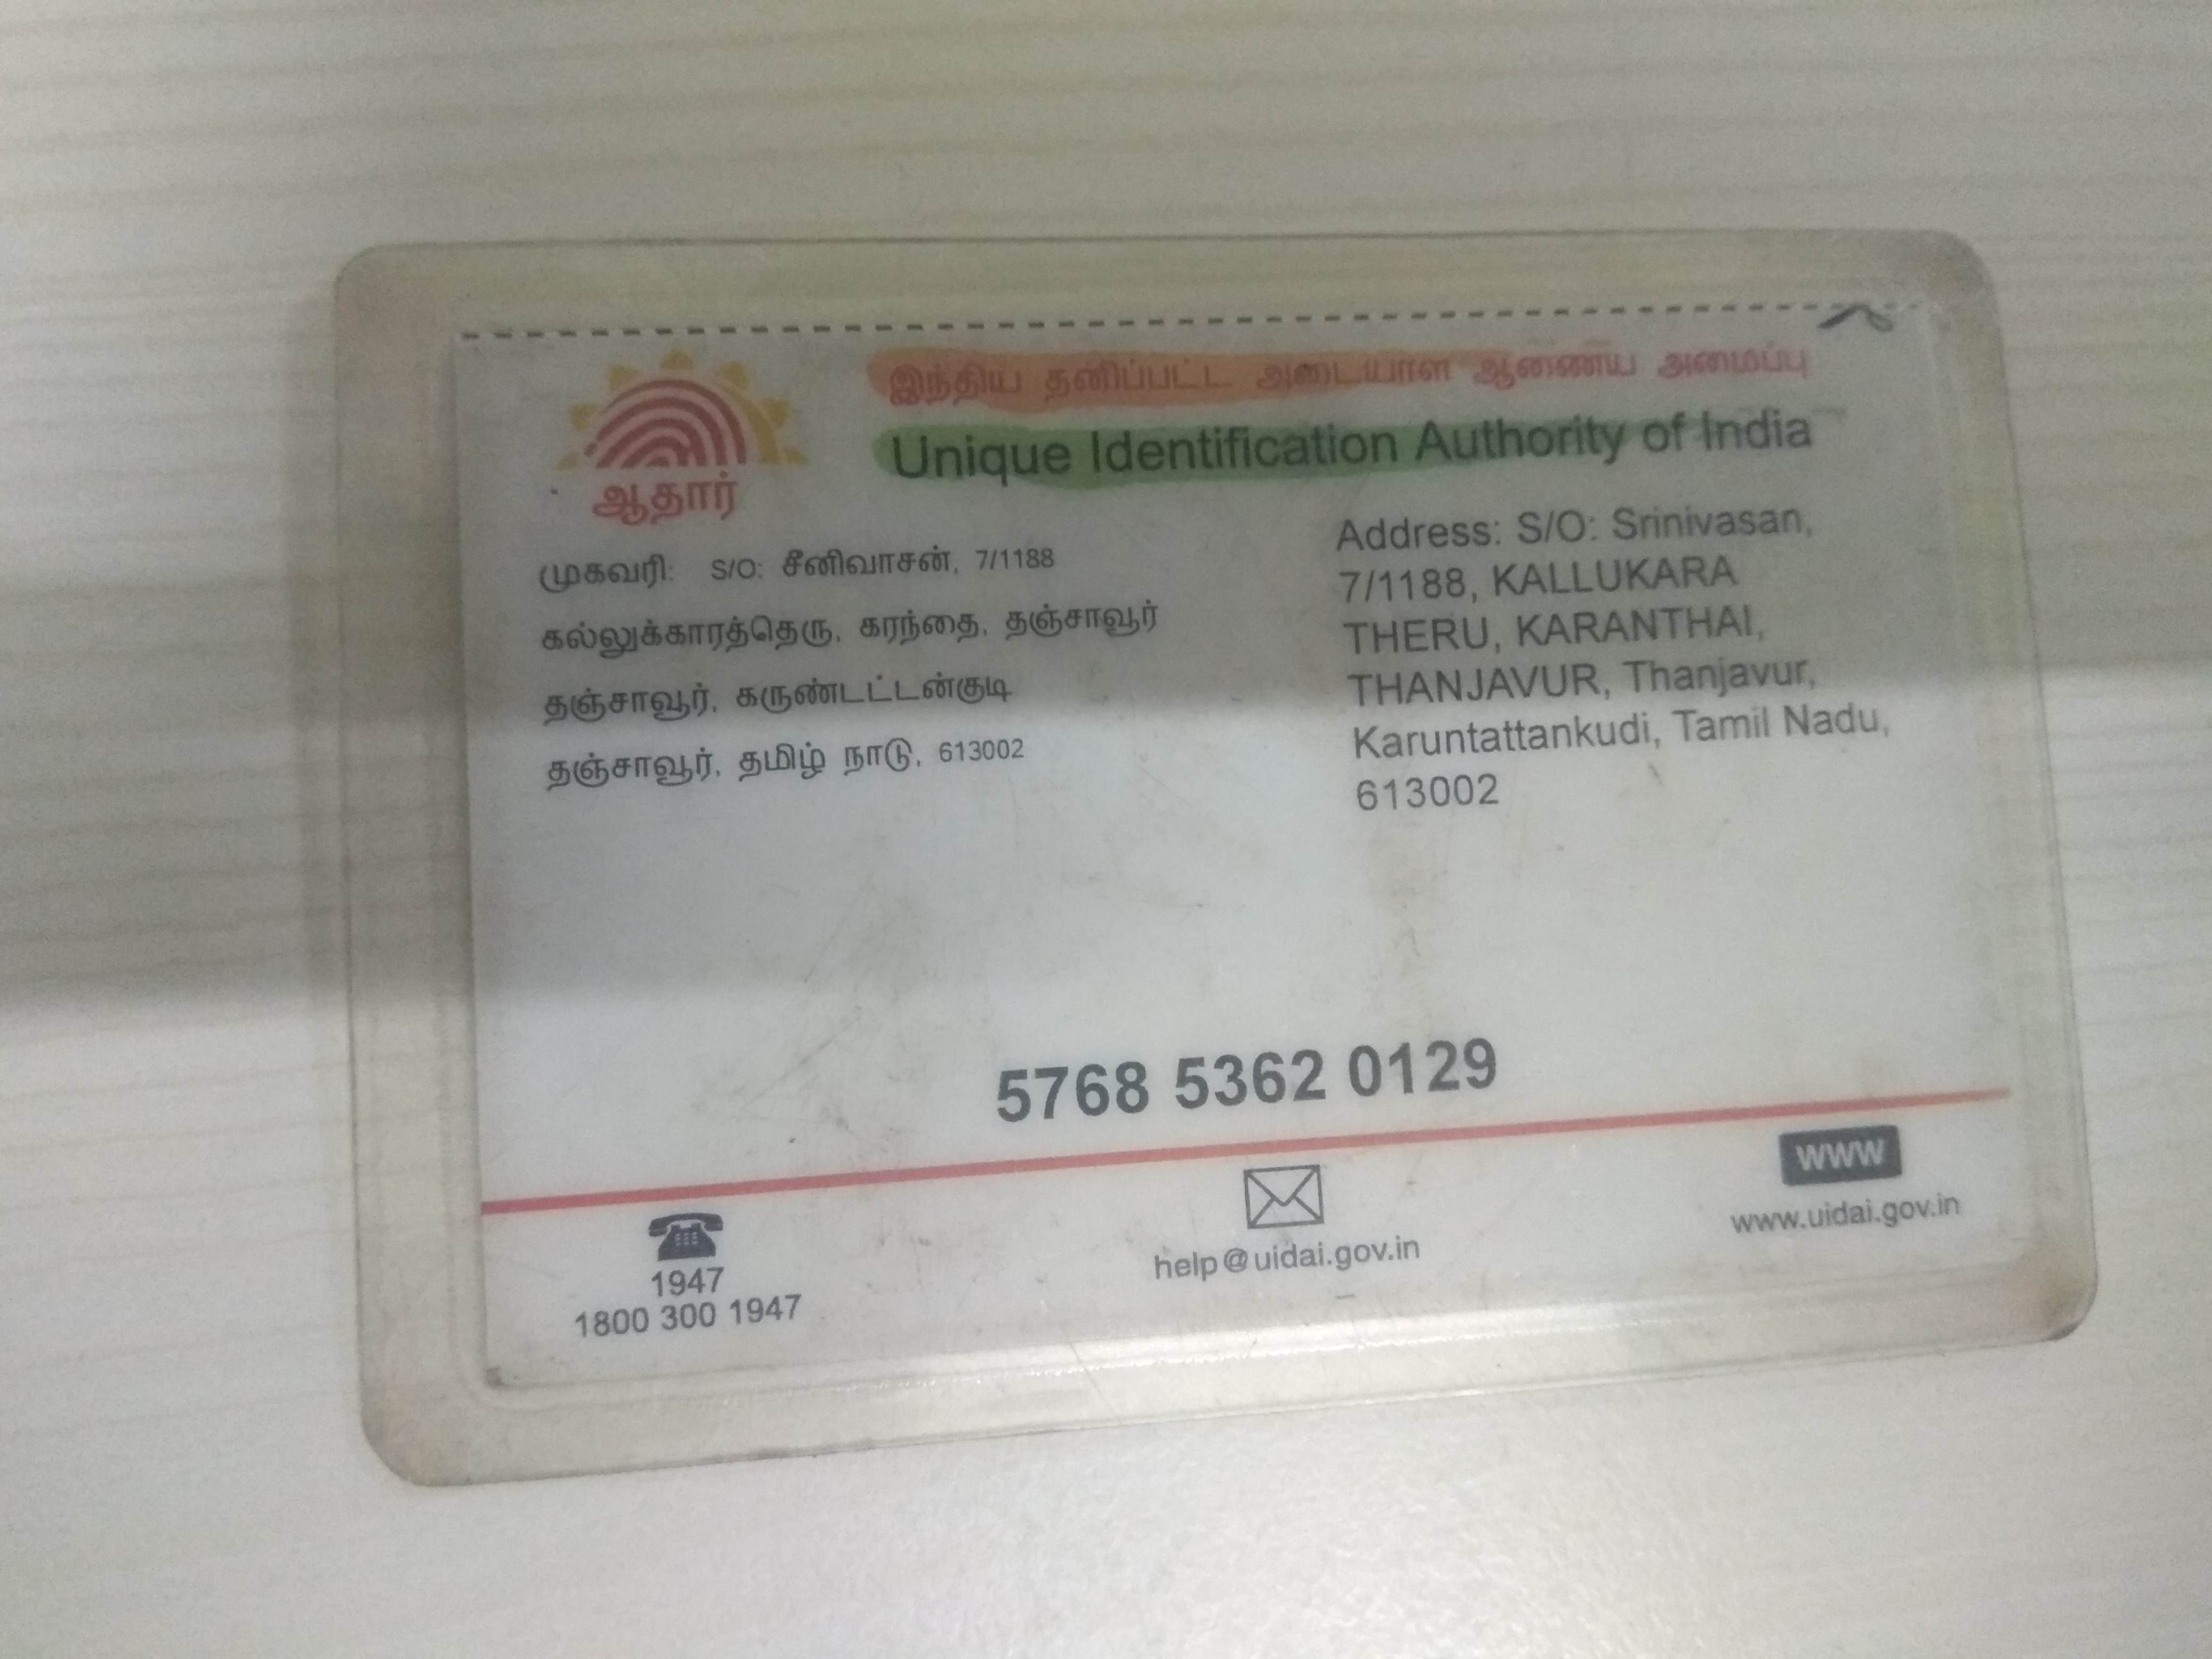 இந்திய தனிப்பட்ட அடையாள ஆணைய அமைப்பு
Unique Identification Authority of India
ஆதார்
முகவரி: S/O: சீனிவாசன், 7/1188
கல்லுக்காரத்தெரு, கரந்தை, தஞ்சாவூர்
தஞ்சாவூர், கருண்டட்டன்குடி
தஞ்சாவூர், தமிழ் நாடு, 613002
Address: S/O: Srinivasan,
7/1188, KALLUKARA
THERU, KARANTHAI,
THANJAVUR, Thanjavur,
Karuntattankudi, Tamil Nadu,
613002
5768 5362 0129
1947
1800 300 1947
help@uidai.gov.in
WWW
www.uidai.gov.in